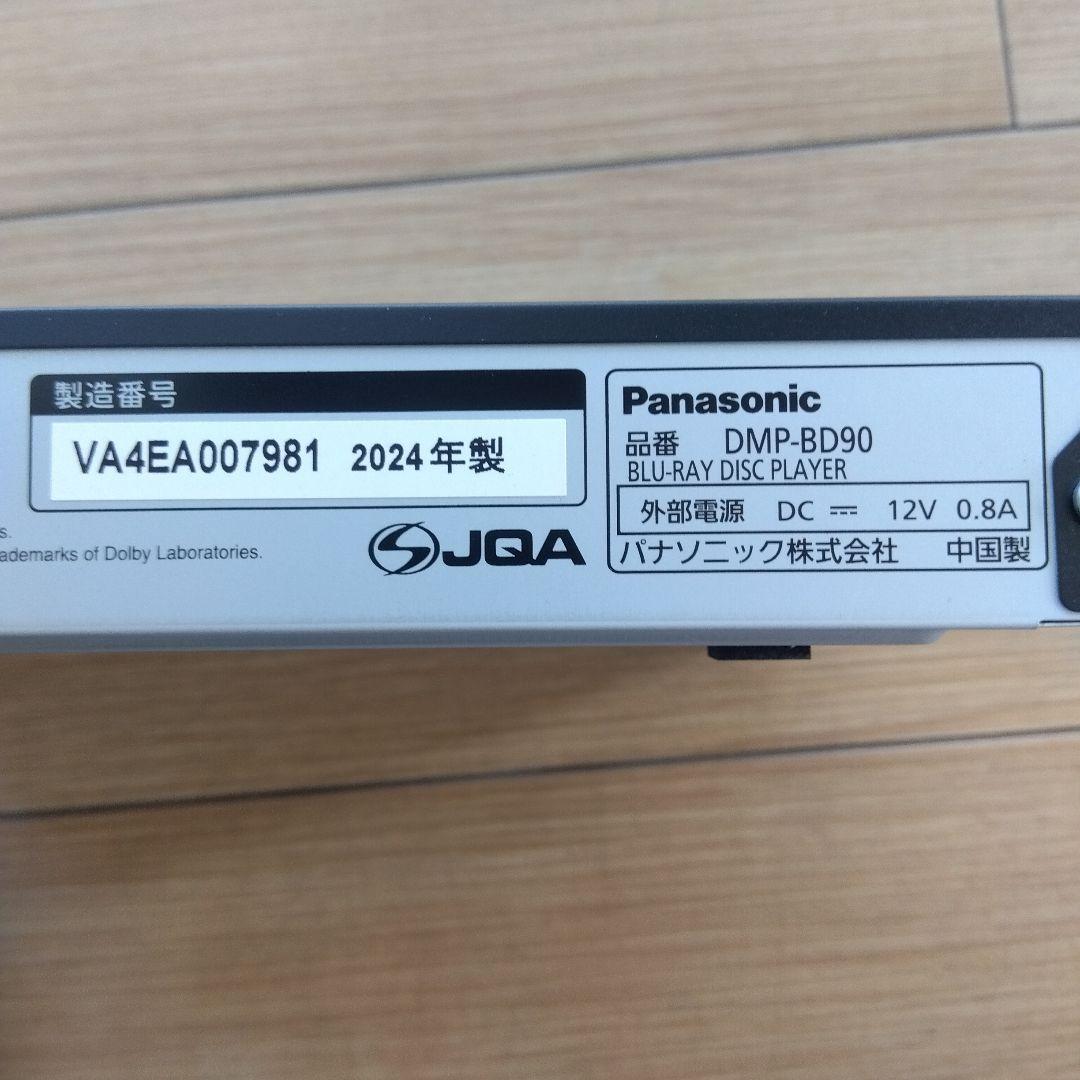 製造番号
VA4EA007981 2024年製
s.
ademarks of Dolby Laboratories.
JQA
Panasonic
品番 DMP-BD90
BLU-RAY DISC PLAYER
外部電源 DC ⎓ 12V 0.8A
パナソニック株式会社 中国製